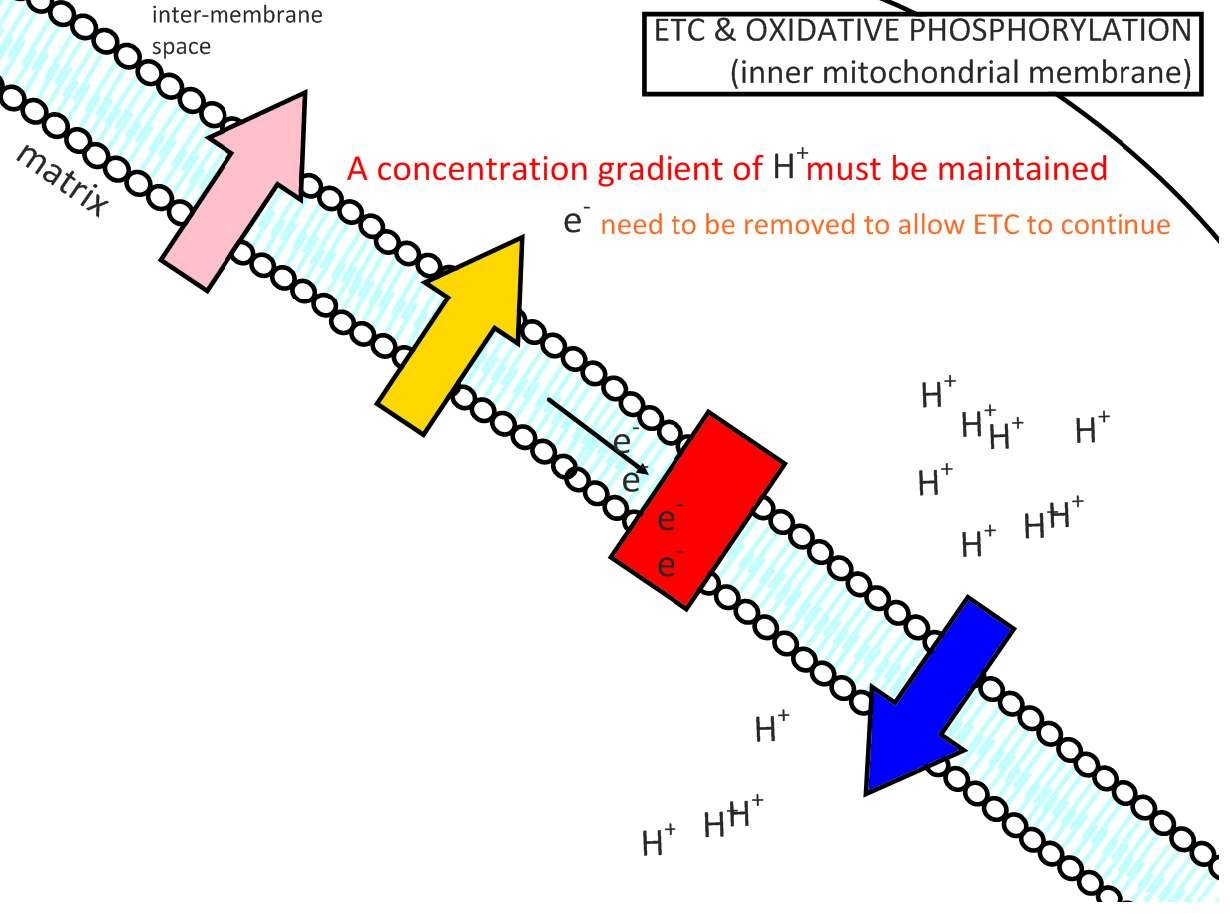 inter-membrane
space
ETC & OXIDATIVE PHOSPHORYLATION
(inner mitochondrial membrane)
matrix
A concentration gradient of H⁺ must be maintained
e⁻ need to be removed to allow ETC to continue
H⁺
H⁺
H⁺
H⁺
e⁻
e⁻
H⁺
e⁻
H⁺
H⁺
H⁺
e⁻
H⁺
H⁺
H⁺
H⁺